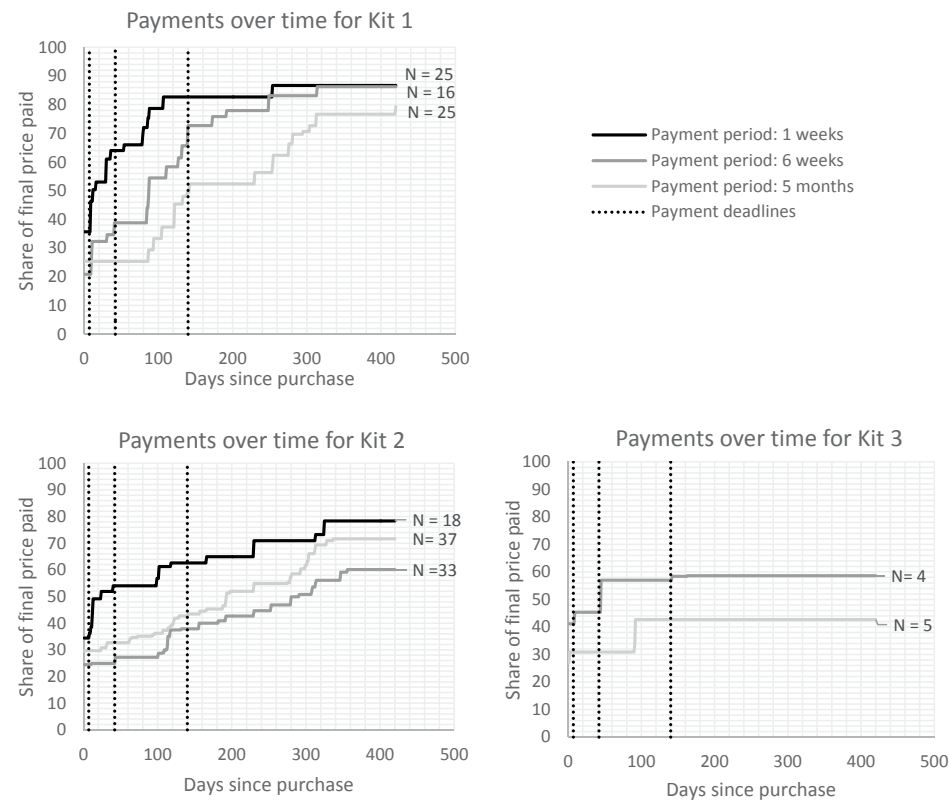 Payments over time for Kit 1
Share of final price paid
100
90
80
70
60
50
40
30
20
10
0
0 100 200 300 400 500
Days since purchase
N = 25
N = 16
N = 25
Payment period: 1 weeks
Payment period: 6 weeks
Payment period: 5 months
Payment deadlines
Payments over time for Kit 2
Share of final price paid
100
90
80
70
60
50
40
30
20
10
0
0 100 200 300 400 500
Days since purchase
N = 18
N= 37
N =33
Payments over time for Kit 3
Share of final price paid
100
90
80
70
60
50
40
30
20
10
0
0 100 200 300 400 500
Days since purchase
N= 4
N = 5